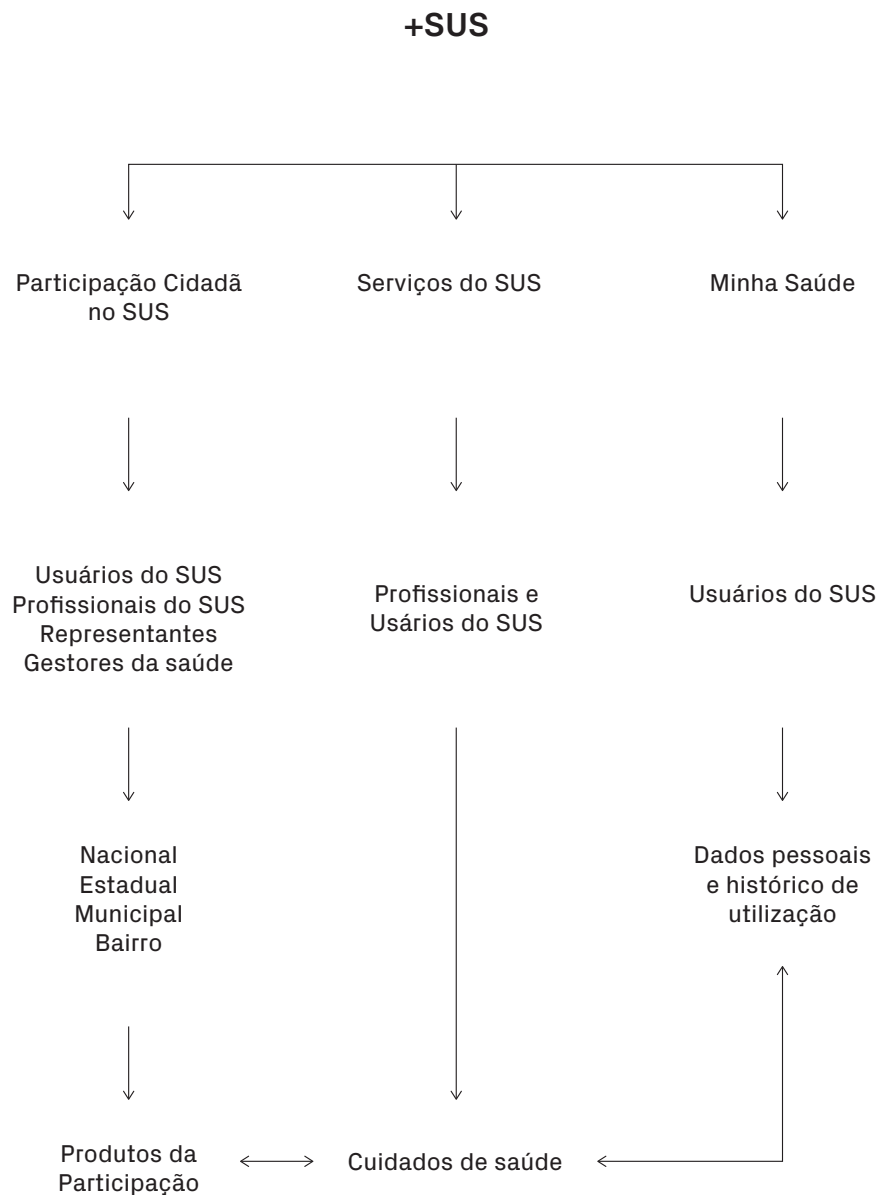 +SUS
Participação Cidadã
no SUS
Serviços do SUS
Minha Saúde
Usuários do SUS
Profissionais do SUS
Representantes
Gestores da saúde
Profissionais e
Usários do SUS
Usuários do SUS
Nacional
Estadual
Municipal
Bairro
Dados pessoais
e histórico de
utilização
Produtos da
Participação
Cuidados de saúde